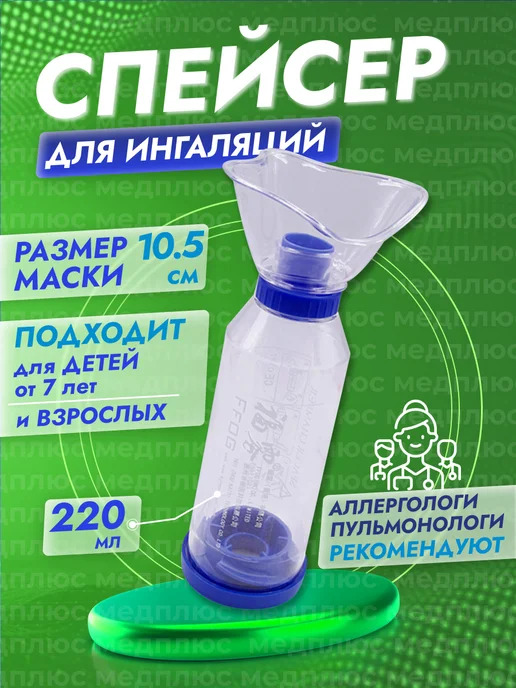 СПЕЙСЕР
ДЛЯ ИНГАЛЯЦИЙ
РАЗМЕР 10.5
МАСКИ см
ПОДХОДИТ
для ДЕТЕЙ
от 7 лет
и ВЗРОСЛЫХ
220
мл
АЛЛЕРГОЛОГИ
ПУЛЬМОНОЛОГИ
РЕКОМЕНДУЮТ
МЕДПЛЮС